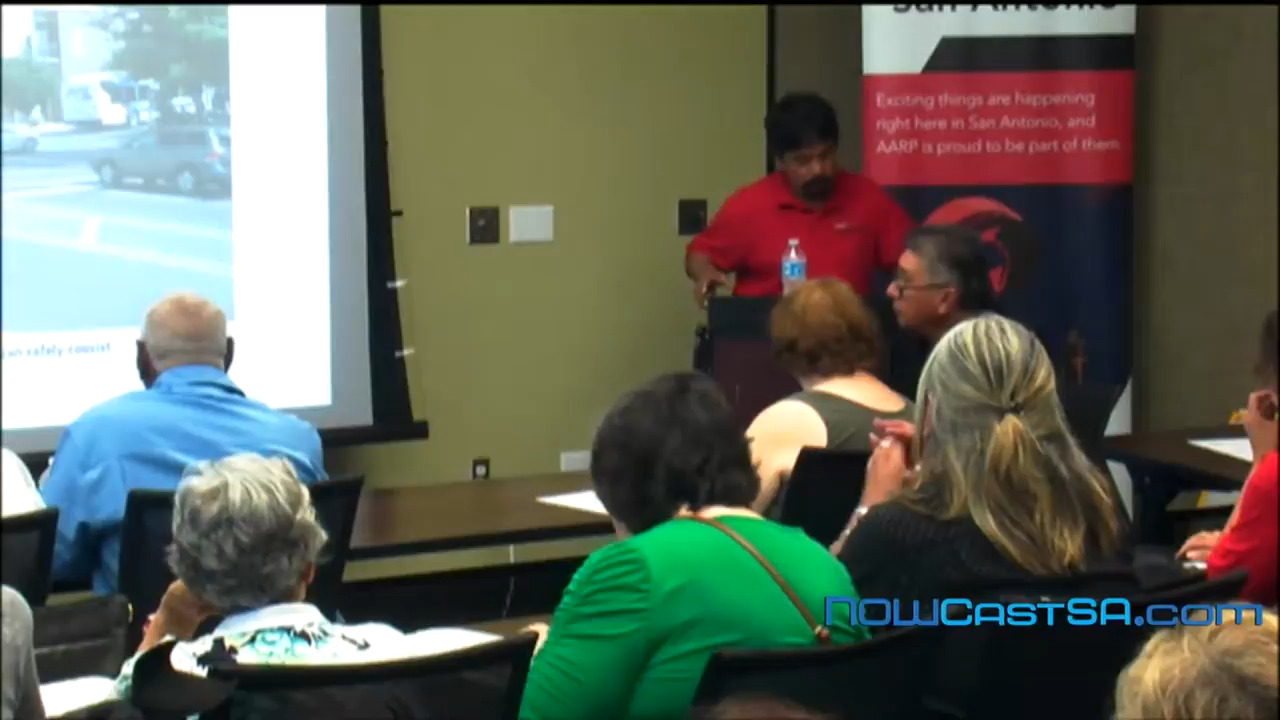 San Antonio
Exciting things are happening
right here in San Antonio, and
AARP is proud to be part of them
can safely coexist
NOWCastSA.com